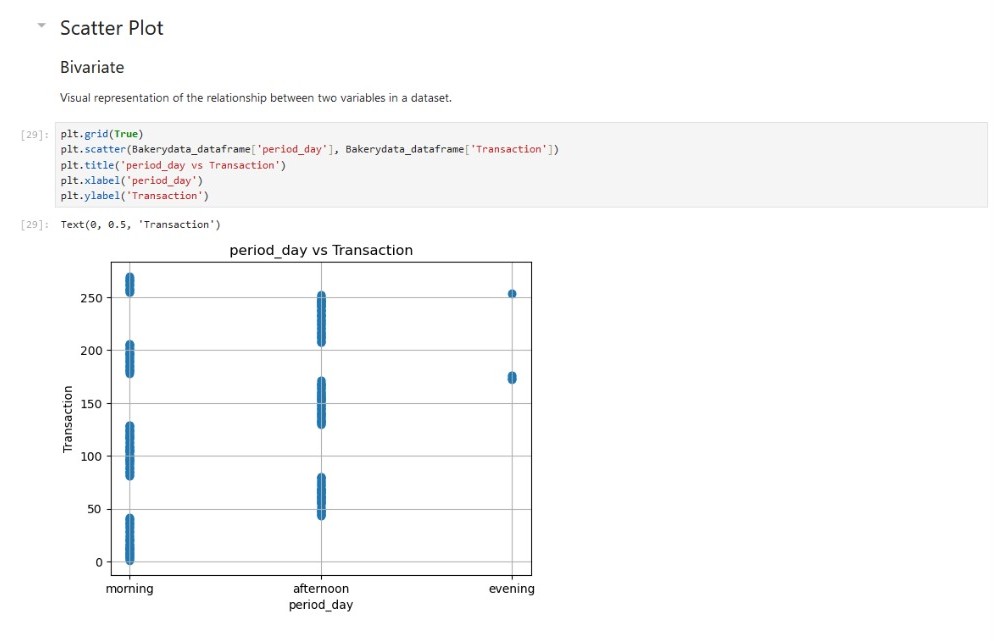 Scatter Plot
Bivariate
Visual representation of the relationship between two variables in a dataset.
[29]: plt.grid(True)
plt.scatter(Bakerydata_dataframe['period_day'], Bakerydata_dataframe['Transaction'])
plt.title('period_day vs Transaction')
plt.xlabel('period_day')
plt.ylabel('Transaction')
[29]: Text(0, 0.5, 'Transaction')
period_day vs Transaction
250
200
150
100
50
0
Transaction
morning afternoon evening
period_day